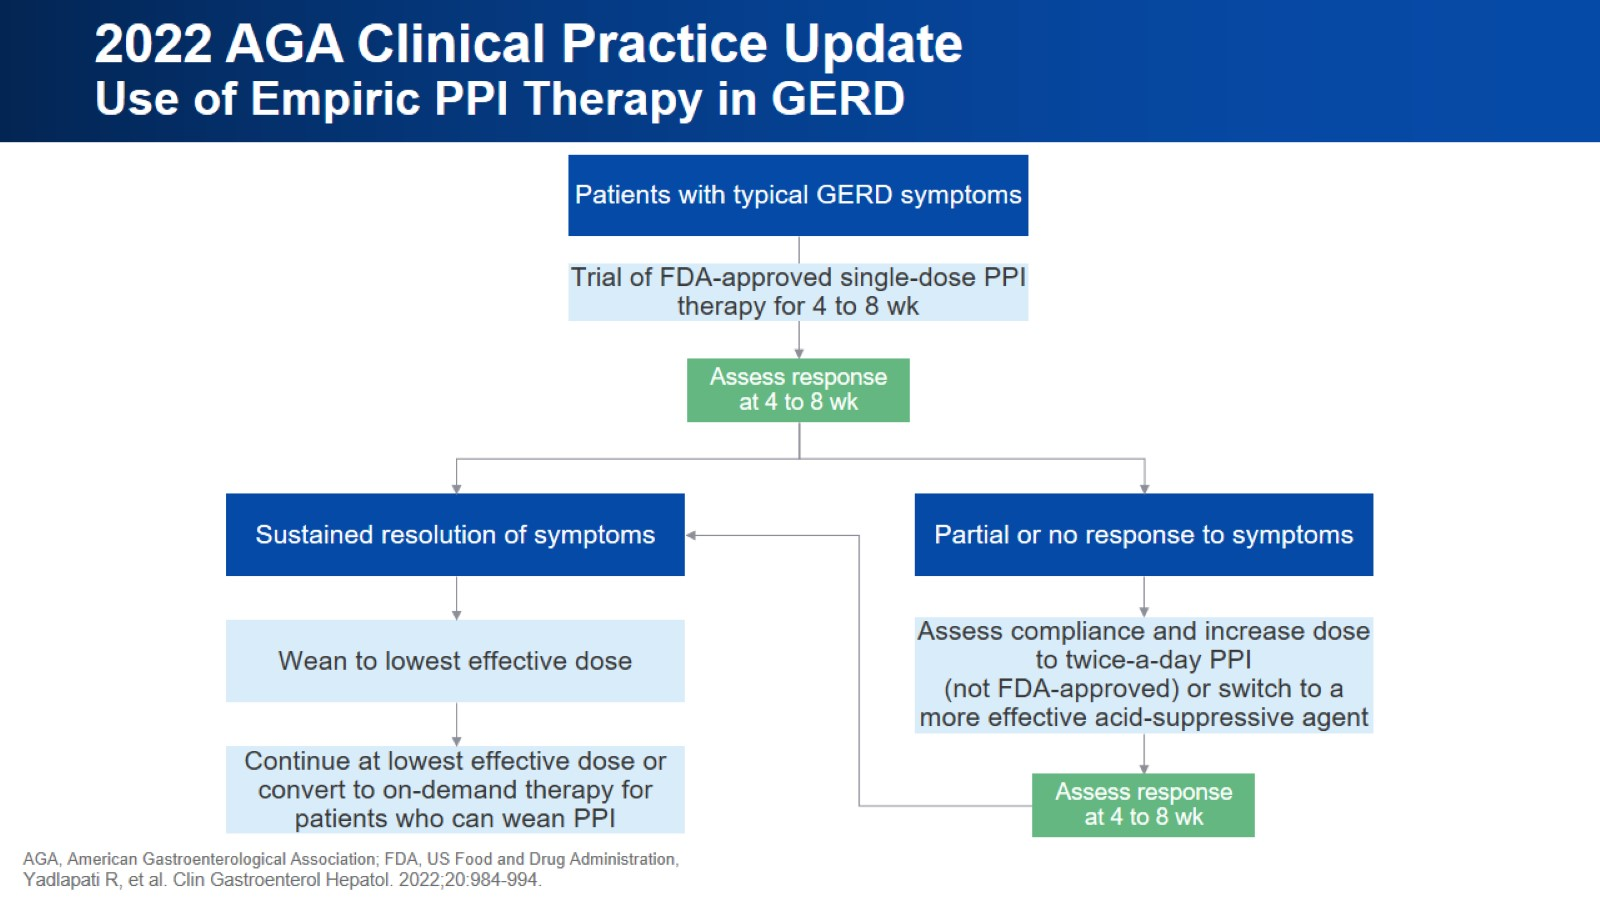 2022 AGA Clinical Practice Update
Use of Empiric PPI Therapy in GERD
Patients with typical GERD symptoms
Trial of FDA-approved single-dose PPI
therapy for 4 to 8 wk
Assess response
at 4 to 8 wk
Sustained resolution of symptoms
Partial or no response to symptoms
Wean to lowest effective dose
Assess compliance and increase dose
to twice-a-day PPI
(not FDA-approved) or switch to a
more effective acid-suppressive agent
Continue at lowest effective dose or
convert to on-demand therapy for
patients who can wean PPI
Assess response
at 4 to 8 wk
AGA, American Gastroenterological Association; FDA, US Food and Drug Administration,
Yadlapati R, et al. Clin Gastroenterol Hepatol. 2022;20:984-994.